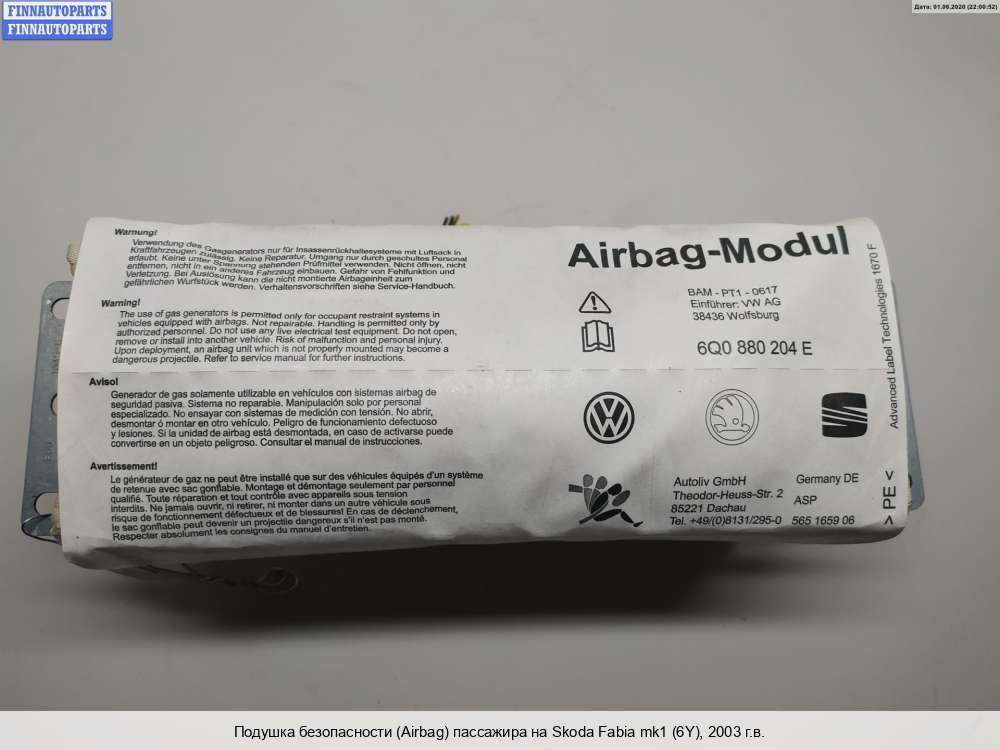 FINNAUTOPARTS
FINNAUTOPARTS
Дата: 01.06.2020 (22:00:52)
Warnung!
Verwendung des Gasgenerators nur für Insassenrückhaltesysteme mit Luftsack in
Kraftfahrzeugen zulässig. Keine Reparatur. Umgang nur durch geschultes Personal
erlaubt. Keine unter Spannung stehenden Prüfmittel verwenden. Nicht öffnen, nicht
entfernen, nicht in ein anderes Fahrzeug einbauen. Gefahr von Fehlfunktion und
Verletzung. Bei Auslösung kann die nicht montierte Airbageinheit zum
gefährlichen Wurfstück werden. Verhaltensvorschriften siehe Service-Handbuch.
Warning!
The use of gas generators is permitted only for occupant restraint systems in
vehicles equipped with airbags. Not repairable. Handling is permitted only by
authorized personnel. Do not use any live electrical test equipment. Do not open,
remove or install into another vehicle. Risk of malfunction and personal injury.
Upon deployment, an airbag unit which is not properly mounted may become a
dangerous projectile. Refer to service manual for further instructions.
Aviso!
Generador de gas solamente utilizable en vehículos con sistemas airbag de
seguridad pasiva. Sistema no reparable. Manipulación solo por personal
especializado. No ensayar con sistemas de medición con tensión. No abrir,
desmontar ó montar en otro vehículo. Peligro de funcionamiento defectuoso
y lesiones. Si la unidad de airbag está desmontada, en caso de activarse puede
convertirse en un objeto peligroso. Consultar el manual de instrucciones.
Avertissement!
Le générateur de gaz ne peut être installé que sur des véhicules équipés d'un système
de retenue avec sac gonflable. Montage et démontage seulement par personnel
qualifié. Toute réparation et tout contrôle avec appareils sous tension
interdits. Ne jamais ouvrir, ni retirer, ni monter dans un autre véhicule sous
risque de fonctionnement défectueux et de blessures! En cas de déclenchement,
le sac gonflable peut devenir un projectile dangereux s'il n'est pas monté.
Respecter absolument les consignes du manuel d'entretien.
Airbag-Modul
BAM - PT1 - 0617
Einführer: VW AG
38436 Wolfsburg
6Q0 880 204 E
Autoliv GmbH
Theodor-Heuss-Str. 2
85221 Dachau
Tel. +49/(0)8131/295-0
Germany DE
ASP
565 1659 06
Advanced Label Technologies 1670 F
> PE <
Подушка безопасности (Airbag) пассажира на Skoda Fabia mk1 (6Y), 2003 г.в.